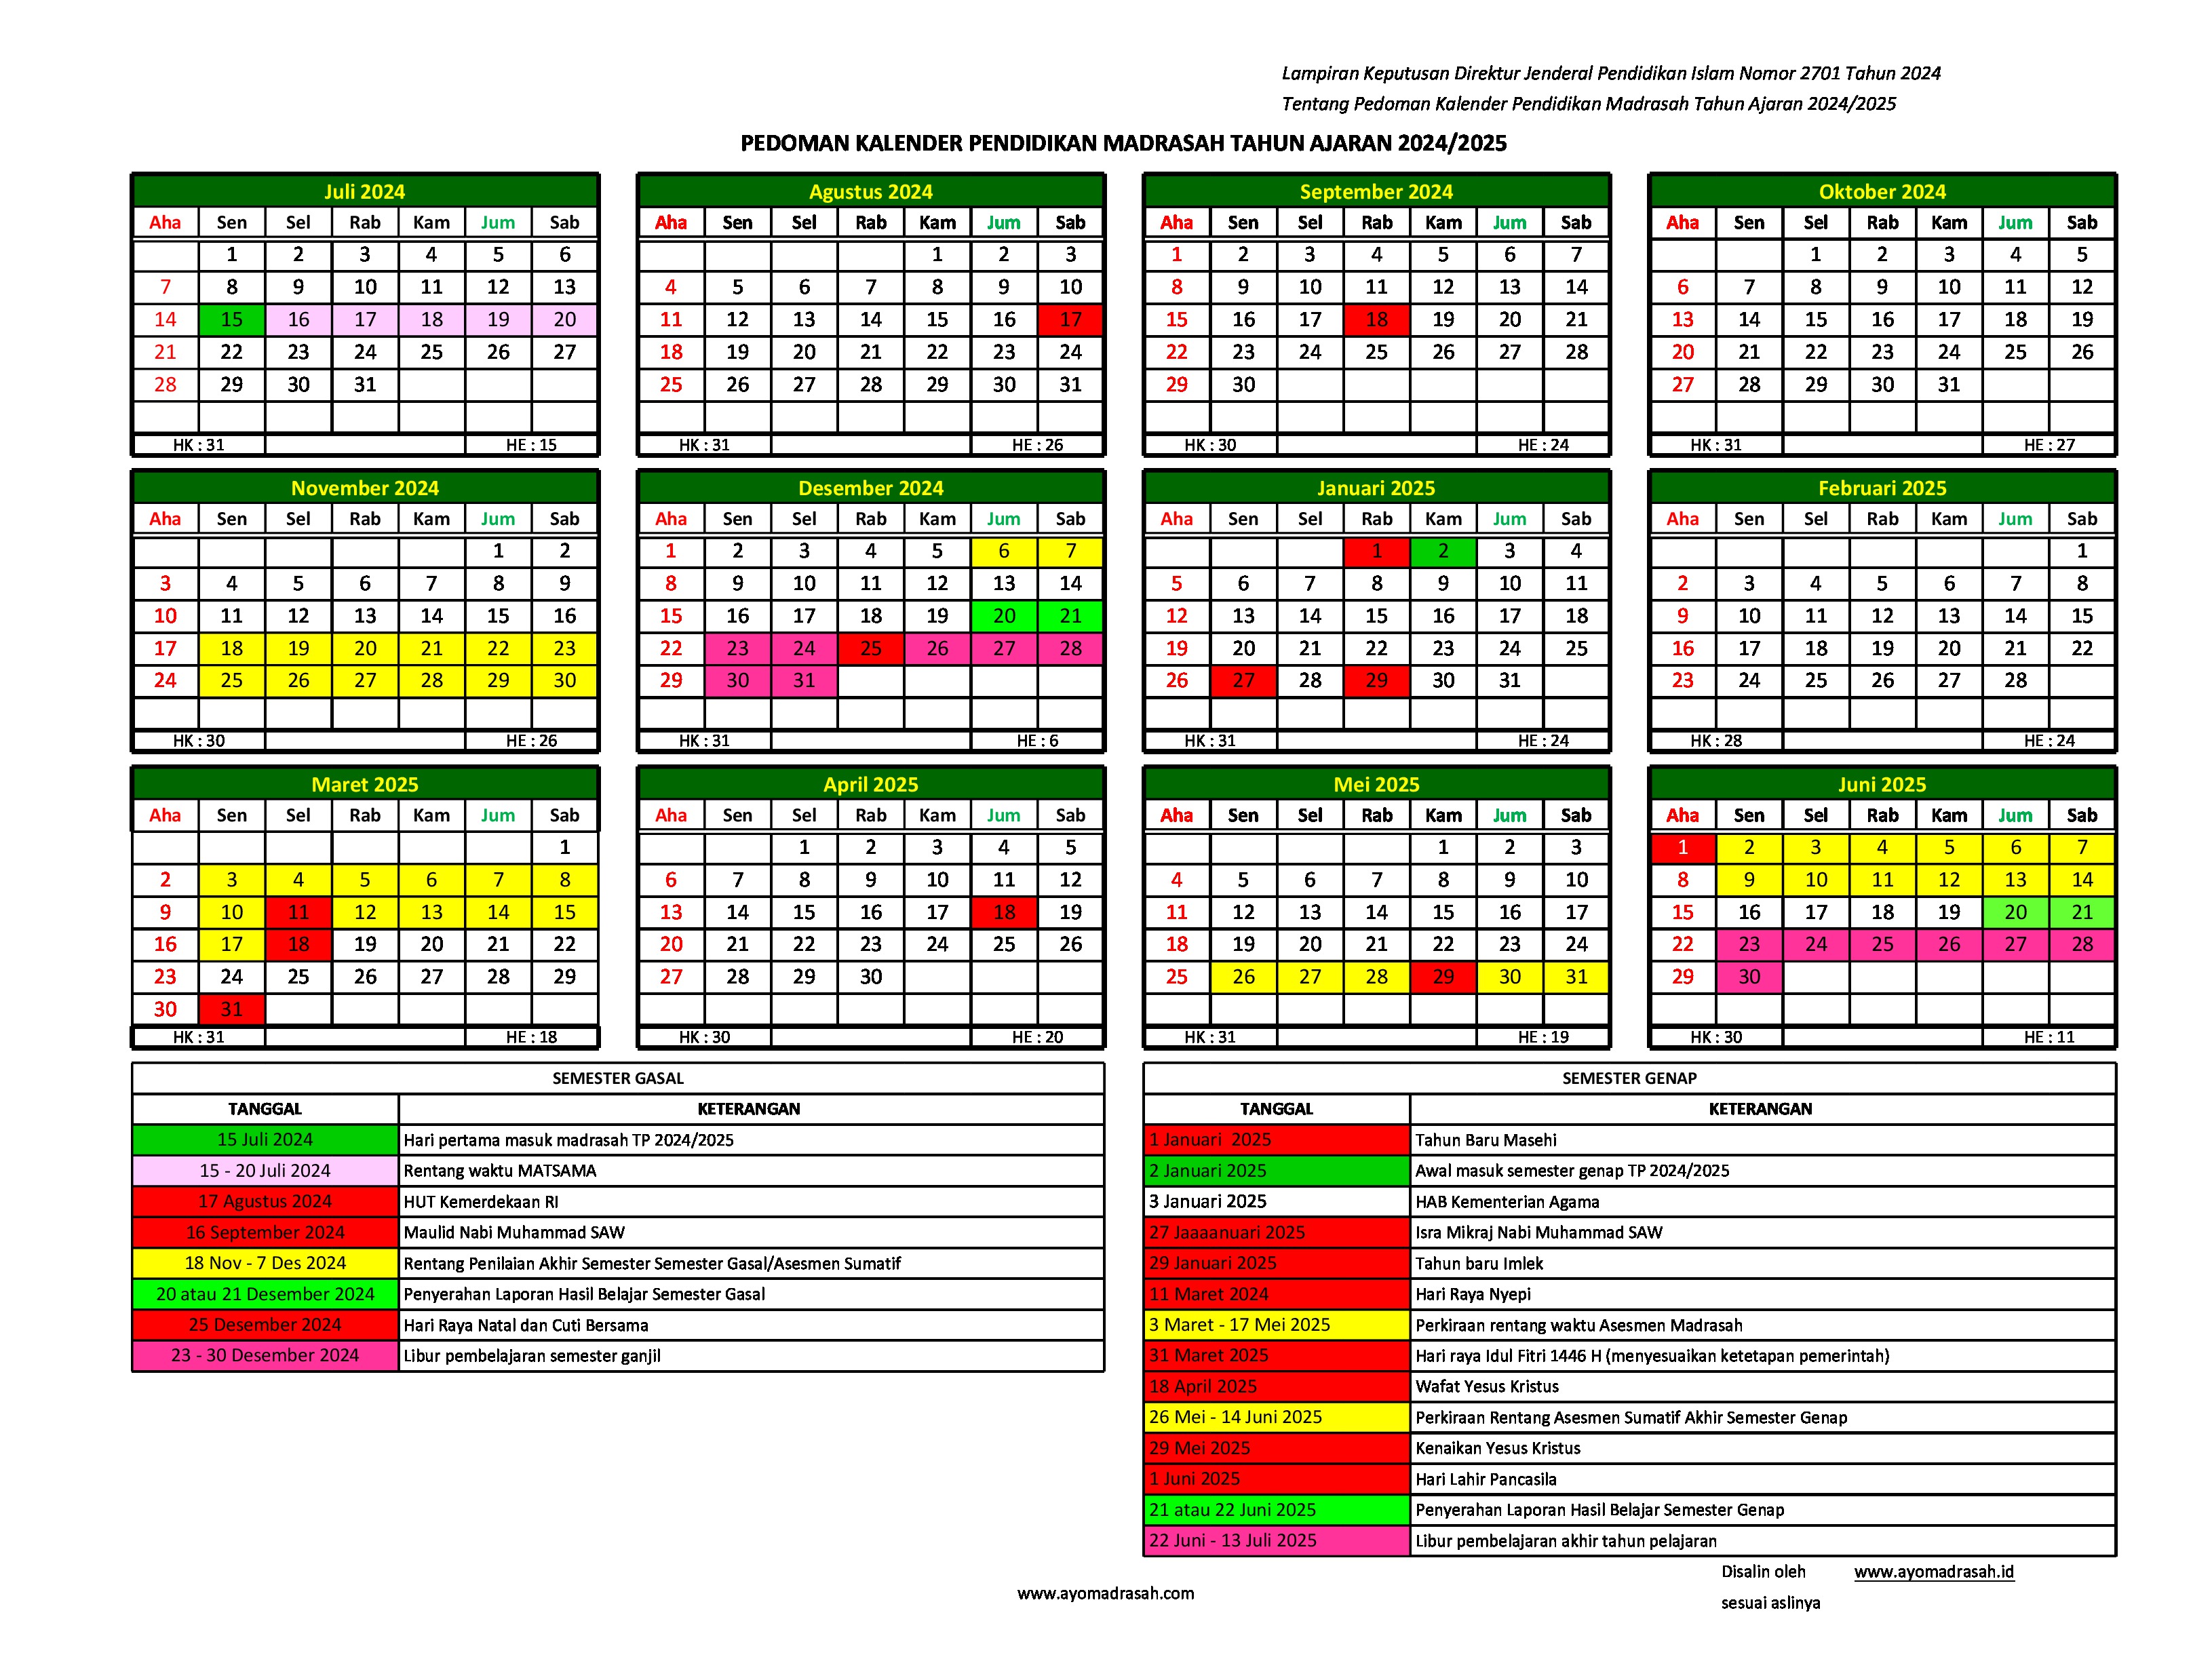 Lampiran Keputusan Direktur Jenderal Pendidikan Islam Nomor 2701 Tahun 2024
Tentang Pedoman Kalender Pendidikan Madrasah Tahun Ajaran 2024/2025
PEDOMAN KALENDER PENDIDIKAN MADRASAH TAHUN AJARAN 2024/2025
Juli 2024
Aha Sen Sel Rab Kam Jum Sab
1 2 3 4 5 6
7 8 9 10 11 12 13
14 15 16 17 18 19 20
21 22 23 24 25 26 27
28 29 30 31
HK : 31 HE : 15
Agustus 2024
Aha Sen Sel Rab Kam Jum Sab
1 2 3
4 5 6 7 8 9 10
11 12 13 14 15 16 17
18 19 20 21 22 23 24
25 26 27 28 29 30 31
HK : 31 HE : 26
September 2024
Aha Sen Sel Rab Kam Jum Sab
1 2 3 4 5 6 7
8 9 10 11 12 13 14
15 16 17 18 19 20 21
22 23 24 25 26 27 28
29 30
HK : 30 HE : 24
Oktober 2024
Aha Sen Sel Rab Kam Jum Sab
1 2 3 4 5
6 7 8 9 10 11 12
13 14 15 16 17 18 19
20 21 22 23 24 25 26
27 28 29 30 31
HK : 31 HE : 27
November 2024
Aha Sen Sel Rab Kam Jum Sab
1 2
3 4 5 6 7 8 9
10 11 12 13 14 15 16
17 18 19 20 21 22 23
24 25 26 27 28 29 30
HK : 30 HE : 26
Desember 2024
Aha Sen Sel Rab Kam Jum Sab
1 2 3 4 5 6 7
8 9 10 11 12 13 14
15 16 17 18 19 20 21
22 23 24 25 26 27 28
29 30 31
HK : 31 HE : 6
Januari 2025
Aha Sen Sel Rab Kam Jum Sab
1 2 3 4
5 6 7 8 9 10 11
12 13 14 15 16 17 18
19 20 21 22 23 24 25
26 27 28 29 30 31
HK : 31 HE : 24
Februari 2025
Aha Sen Sel Rab Kam Jum Sab
1
2 3 4 5 6 7 8
9 10 11 12 13 14 15
16 17 18 19 20 21 22
23 24 25 26 27 28
HK : 28 HE : 24
Maret 2025
Aha Sen Sel Rab Kam Jum Sab
1
2 3 4 5 6 7 8
9 10 11 12 13 14 15
16 17 18 19 20 21 22
23 24 25 26 27 28 29
30 31
HK : 31 HE : 18
April 2025
Aha Sen Sel Rab Kam Jum Sab
1 2 3 4 5
6 7 8 9 10 11 12
13 14 15 16 17 18 19
20 21 22 23 24 25 26
27 28 29 30
HK : 30 HE : 20
Mei 2025
Aha Sen Sel Rab Kam Jum Sab
1 2 3
4 5 6 7 8 9 10
11 12 13 14 15 16 17
18 19 20 21 22 23 24
25 26 27 28 29 30 31
HK : 31 HE : 19
Juni 2025
Aha Sen Sel Rab Kam Jum Sab
1 2 3 4 5 6 7
8 9 10 11 12 13 14
15 16 17 18 19 20 21
22 23 24 25 26 27 28
29 30
HK : 30 HE : 11
SEMESTER GASAL
TANGGAL KETERANGAN
15 Juli 2024 Hari pertama masuk madrasah TP 2024/2025
15 - 20 Juli 2024 Rentang waktu MATSAMA
17 Agustus 2024 HUT Kemerdekaan RI
16 September 2024 Maulid Nabi Muhammad SAW
18 Nov - 7 Des 2024 Rentang Penilaian Akhir Semester Semester Gasal/Asesmen Sumatif
20 atau 21 Desember 2024 Penyerahan Laporan Hasil Belajar Semester Gasal
25 Desember 2024 Hari Raya Natal dan Cuti Bersama
23 - 30 Desember 2024 Libur pembelajaran semester ganjil
SEMESTER GENAP
TANGGAL KETERANGAN
1 Januari 2025 Tahun Baru Masehi
2 Januari 2025 Awal masuk semester genap TP 2024/2025
3 Januari 2025 HAB Kementerian Agama
27 Jaaaanuari 2025 Isra Mikraj Nabi Muhammad SAW
29 Januari 2025 Tahun baru Imlek
11 Maret 2024 Hari Raya Nyepi
3 Maret - 17 Mei 2025 Perkiraan rentang waktu Asesmen Madrasah
31 Maret 2025 Hari raya Idul Fitri 1446 H (menyesuaikan ketetapan pemerintah)
18 April 2025 Wafat Yesus Kristus
26 Mei - 14 Juni 2025 Perkiraan Rentang Asesmen Sumatif Akhir Semester Genap
29 Mei 2025 Kenaikan Yesus Kristus
1 Juni 2025 Hari Lahir Pancasila
21 atau 22 Juni 2025 Penyerahan Laporan Hasil Belajar Semester Genap
22 Juni - 13 Juli 2025 Libur pembelajaran akhir tahun pelajaran
Disalin oleh www.ayomadrasah.id
www.ayomadrasah.com
sesuai aslinya